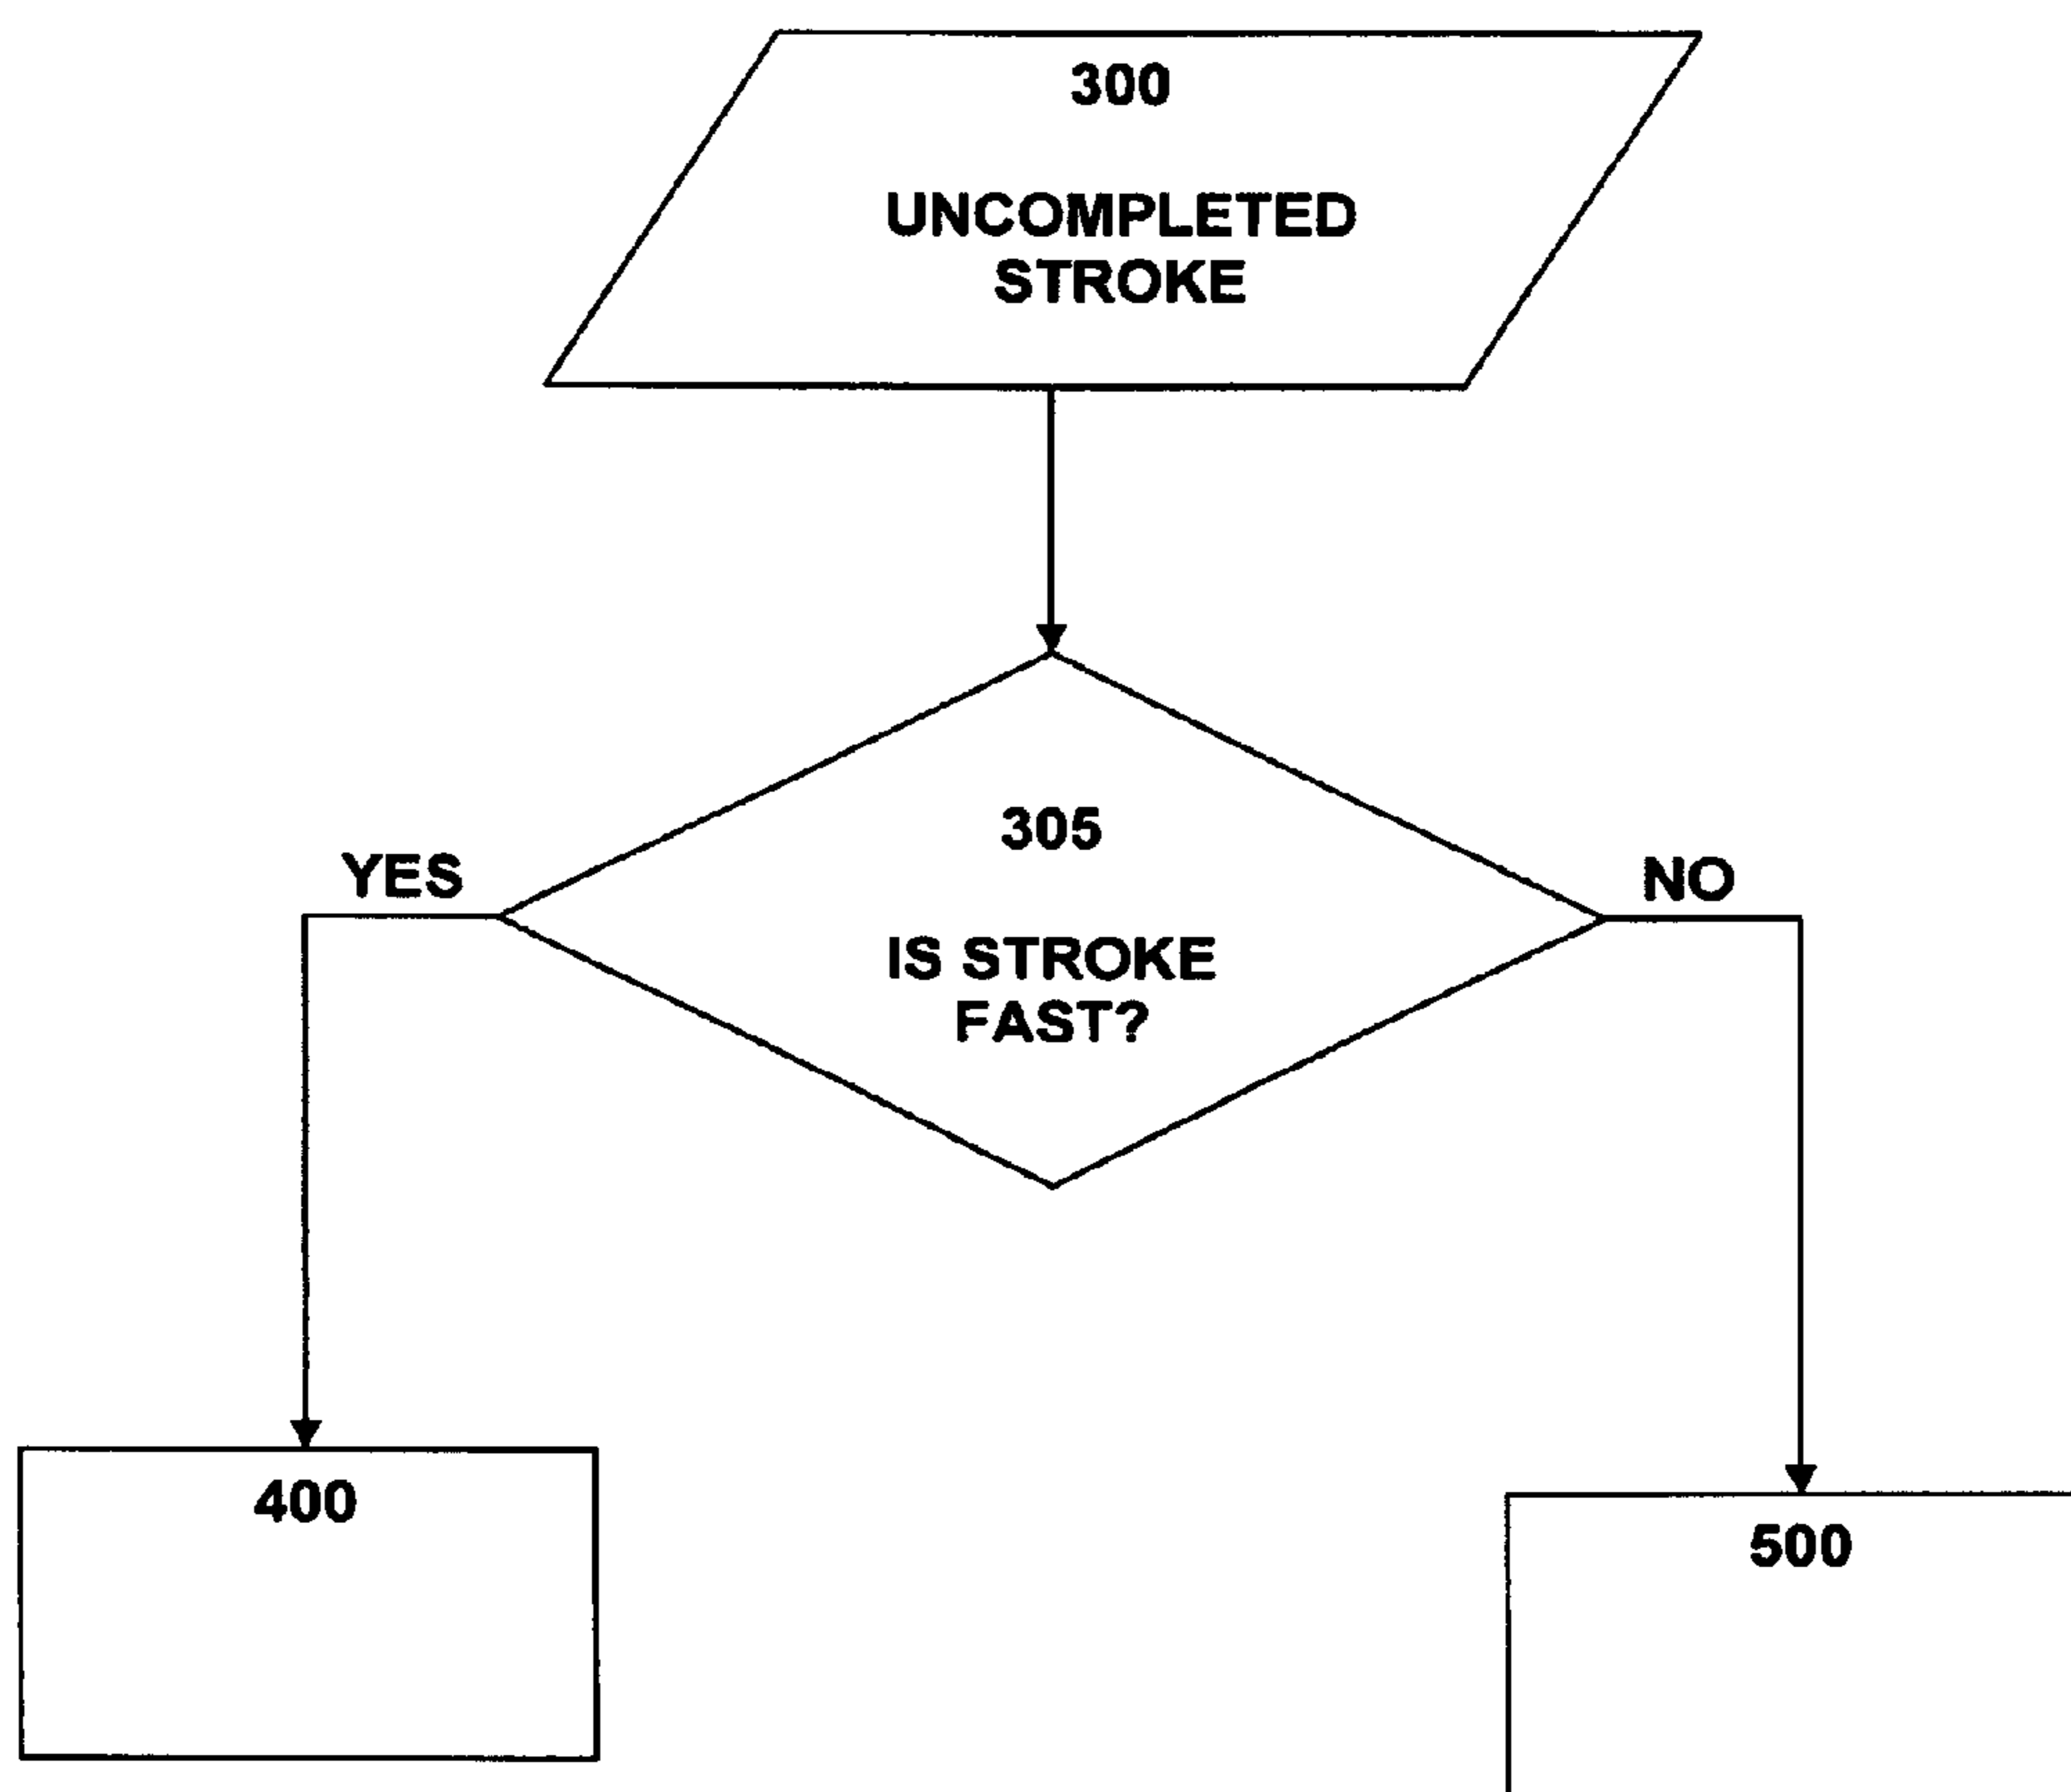 300
UNCOMPLETED
STROKE
305
IS STROKE
FAST?
YES
NO
400
500